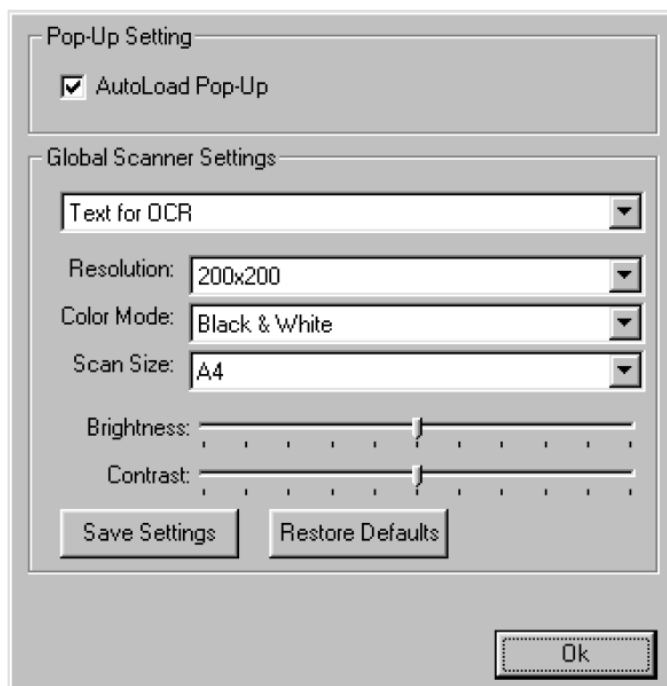 Pop-Up Setting
AutoLoad Pop-Up
Global Scanner Settings
Text for OCR
Resolution: 200x200
Color Mode: Black & White
Scan Size: A4
Brightness:
Contrast:
Save Settings Restore Defaults
Ok